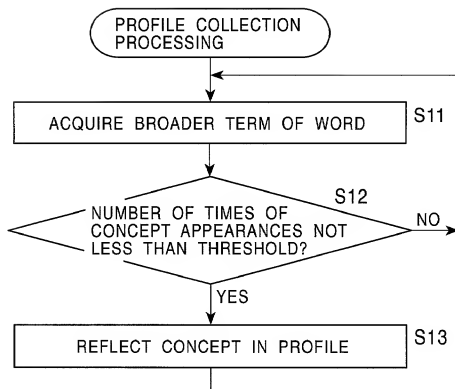 PROFILE COLLECTION
PROCESSING
ACQUIRE BROADER TERM OF WORD
S11
S12
NUMBER OF TIMES OF
CONCEPT APPEARANCES NOT
LESS THAN THRESHOLD?
NO
YES
REFLECT CONCEPT IN PROFILE
S13